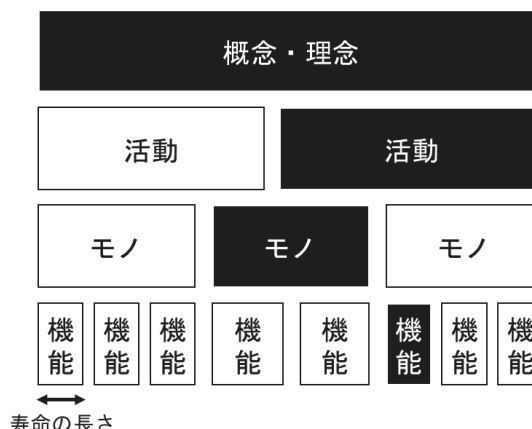 概念・理念
活動 活動
モノ モノ モノ
機能 機能 機能 機能 機能 機能 機能 機能
寿命の長さ